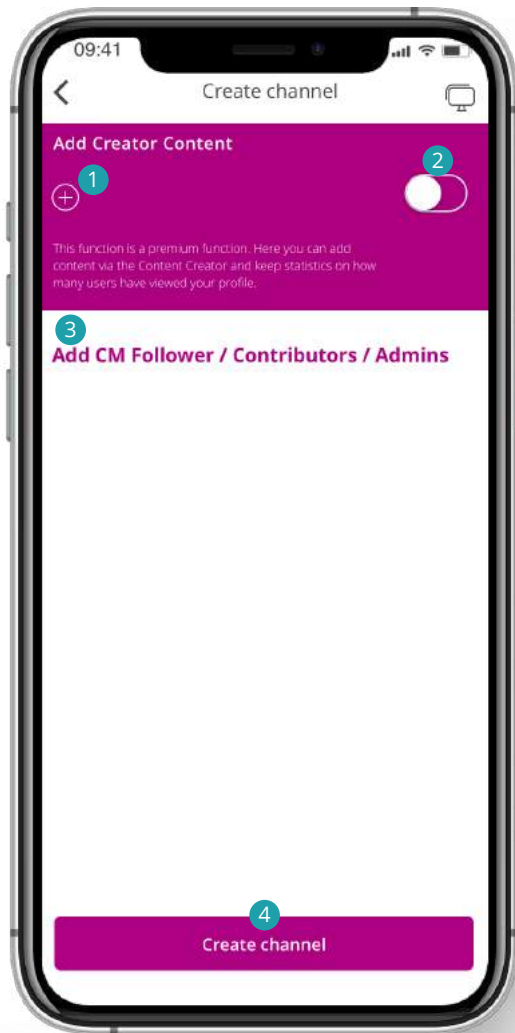 09:41
Create channel
Add Creator Content
1
2
This function is a premium function. Here you can add
content via the Content Creator and keep statistics on how
many users have viewed your profile.
3
Add CM Follower / Contributors / Admins
4
Create channel